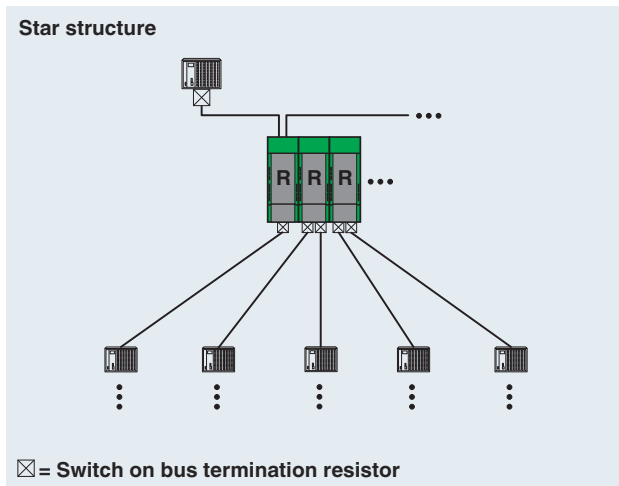 Star structure
R R R
= Switch on bus termination resistor